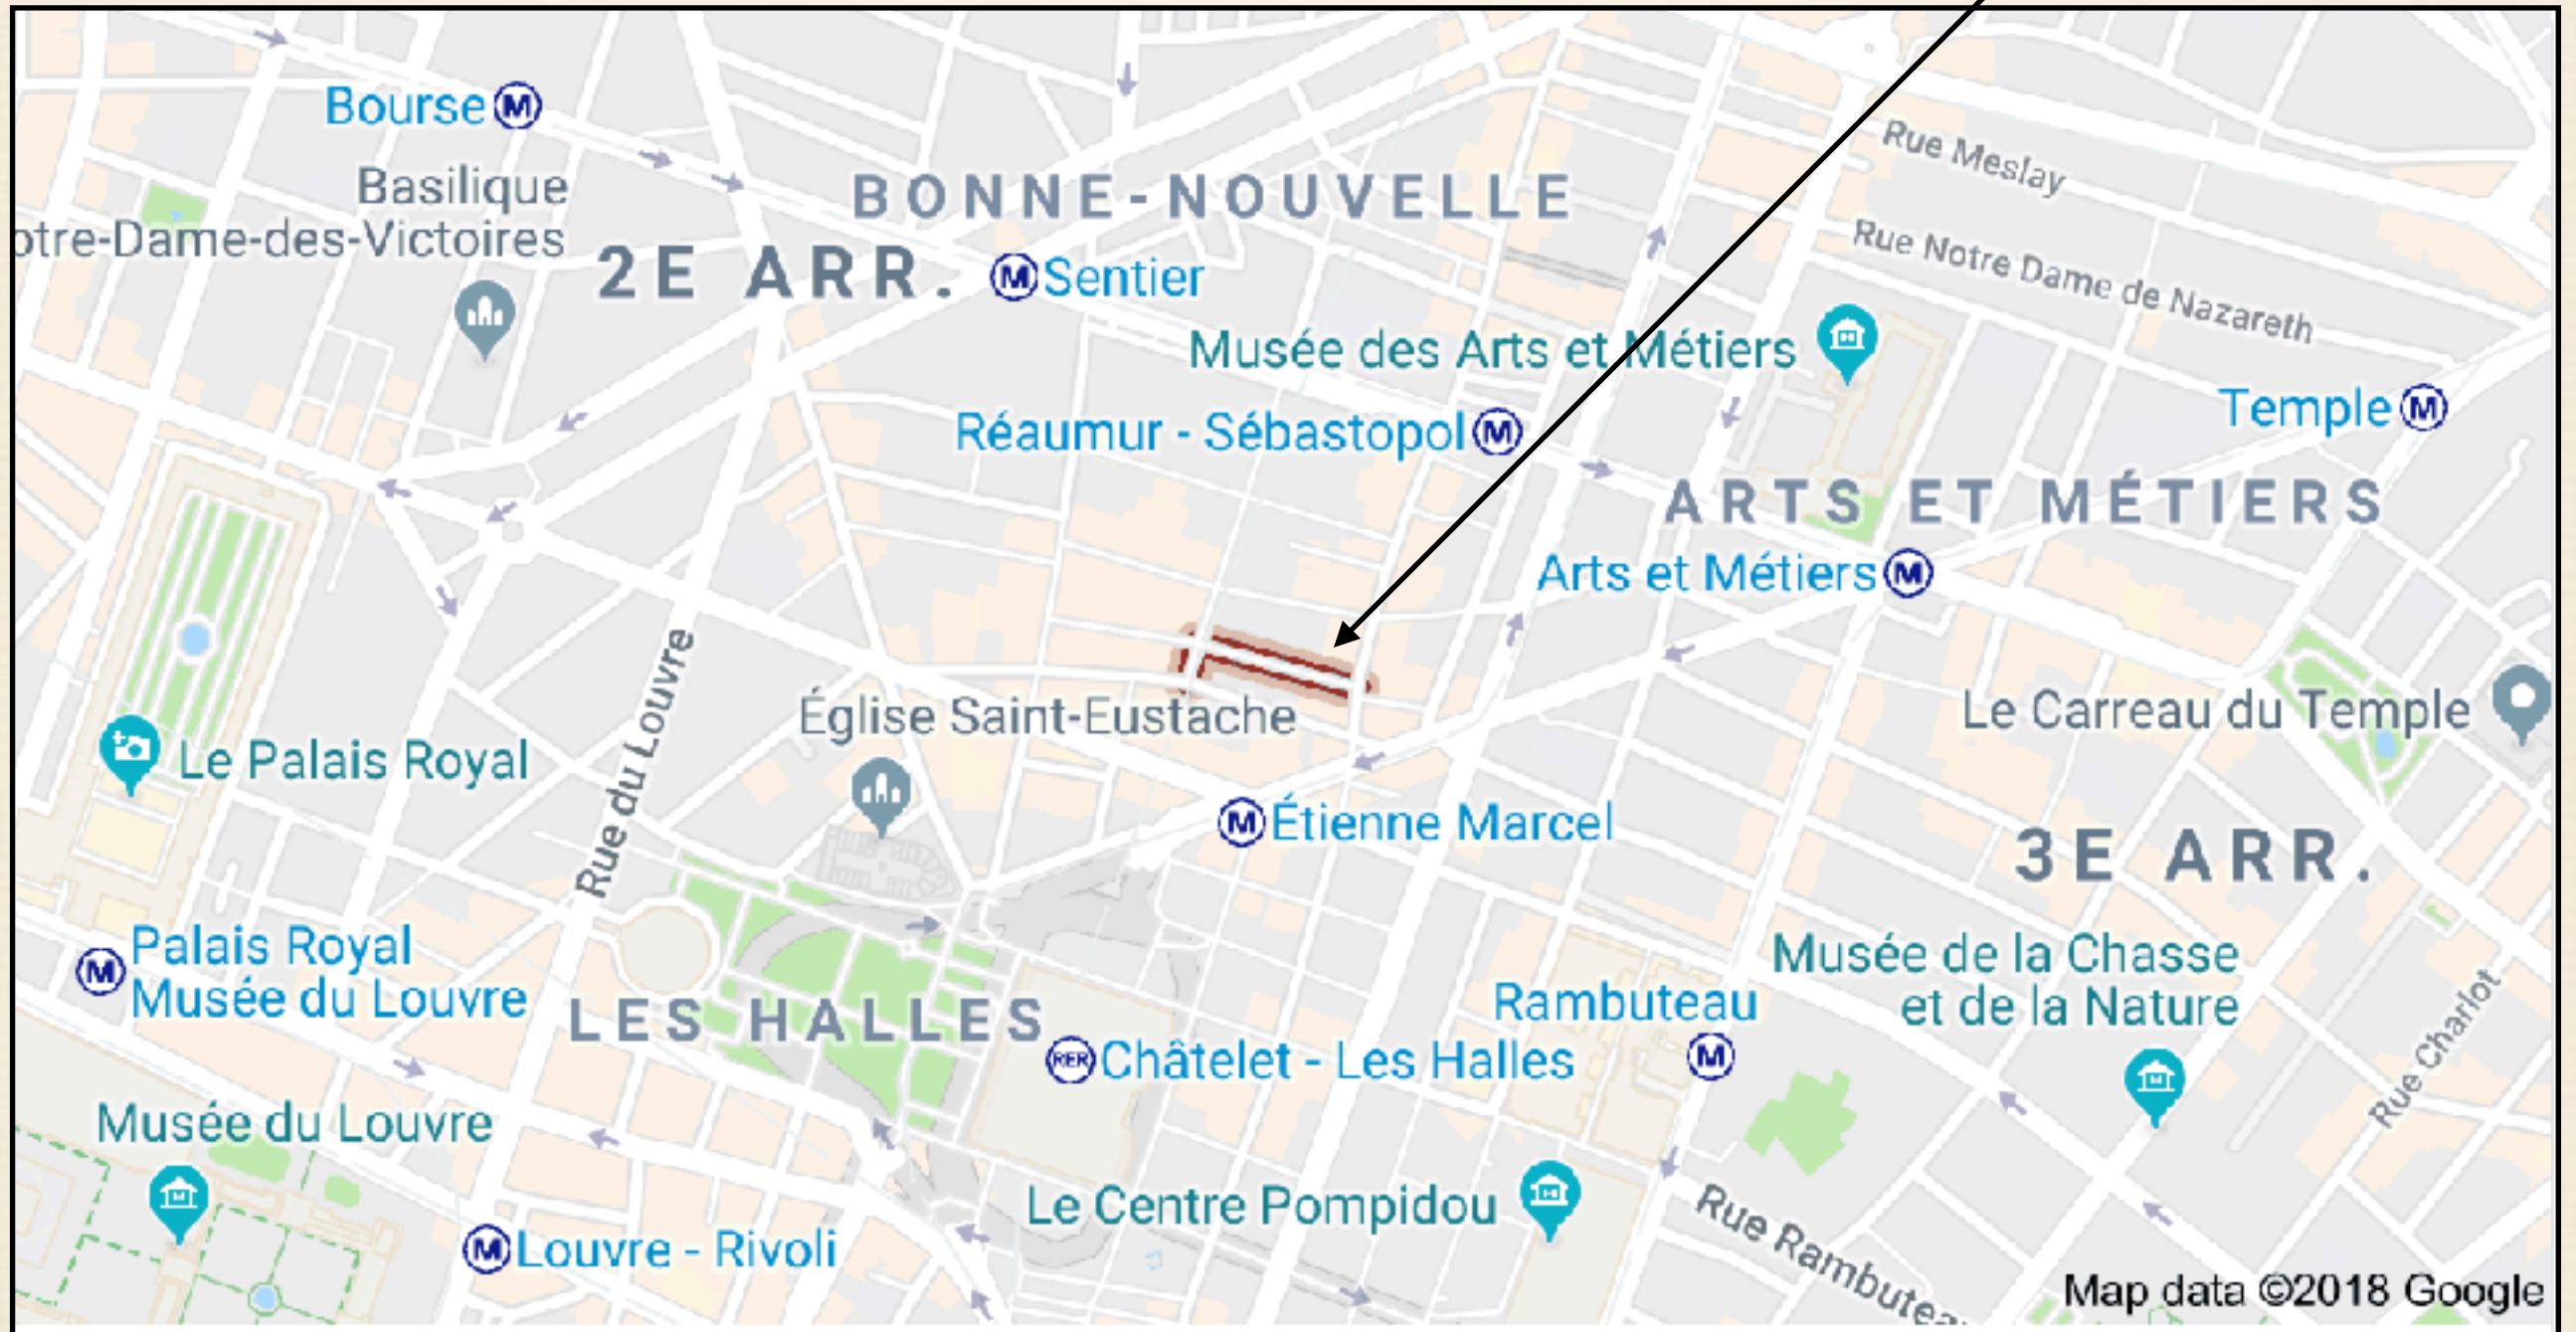 Bourse
Rue Meslay
Basilique
otre-Dame-des-Victoires
BONNE-NOUVELLE
2E ARR.
Sentier
Rue Notre Dame de Nazareth
Musée des Arts et Métiers
Temple
Réaumur - Sébastopol
ARTS ET MÉTIERS
Arts et Métiers
Rue du Louvre
Église Saint-Eustache
Le Carreau du Temple
Le Palais Royal
Étienne Marcel
3E ARR.
Palais Royal
Musée du Louvre
LES HALLES
Musée de la Chasse
et de la Nature
Rambuteau
RER
Châtelet - Les Halles
Rue Charlot
Musée du Louvre
Le Centre Pompidou
Rue Rambutea
Louvre - Rivoli
Map data ©2018 Google